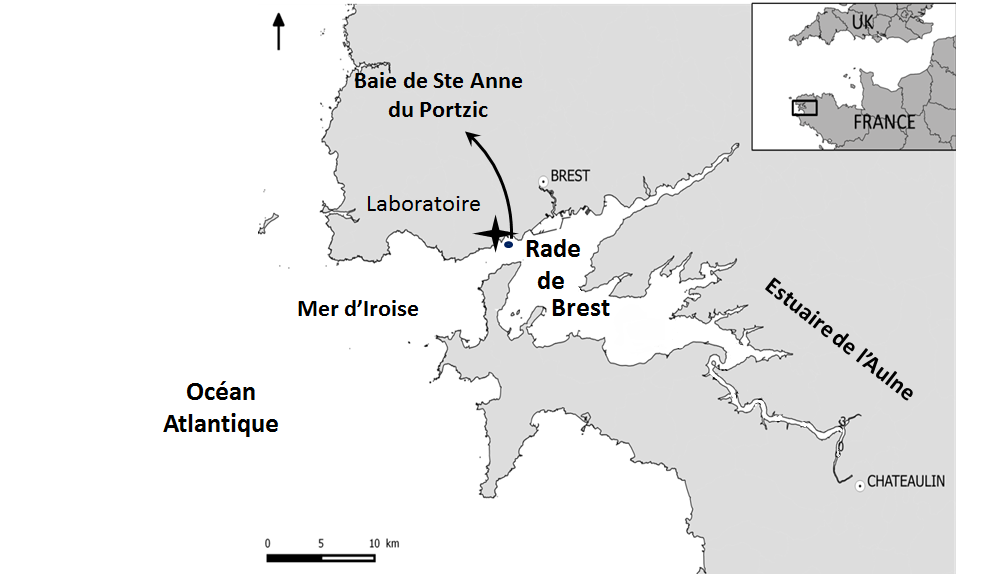 UK
FRANCE
Baie de Ste Anne
du Portzic
BREST
Laboratoire
Rade
de
Brest
Mer d’Iroise
Estuaire de l’Aulne
Océan
Atlantique
CHATEAULIN
0 5 10 km